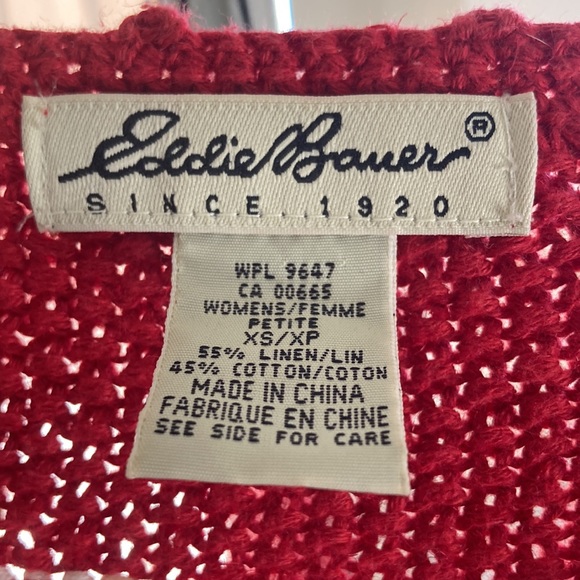 Eddie Bauer®
SINCE 1920
WPL 9647
CA 00665
WOMENS/FEMME
PETITE
XS/XP
55% LINEN/LIN
45% COTTON/COTON
MADE IN CHINA
FABRIQUE EN CHINE
SEE SIDE FOR CARE